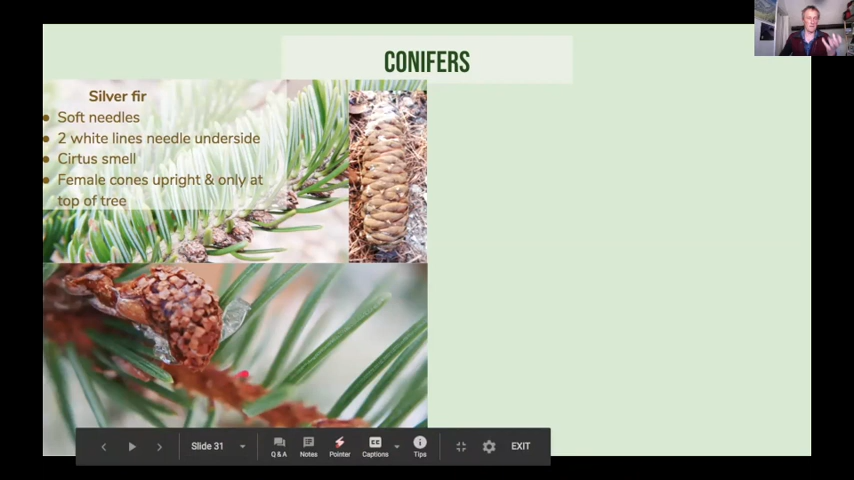 CONIFERS
Silver fir
Soft needles
2 white lines needle underside
Cirtus smell
Female cones upright & only at
top of tree
Slide 31
Q & A
Notes
Pointer
Captions
Tips
EXIT